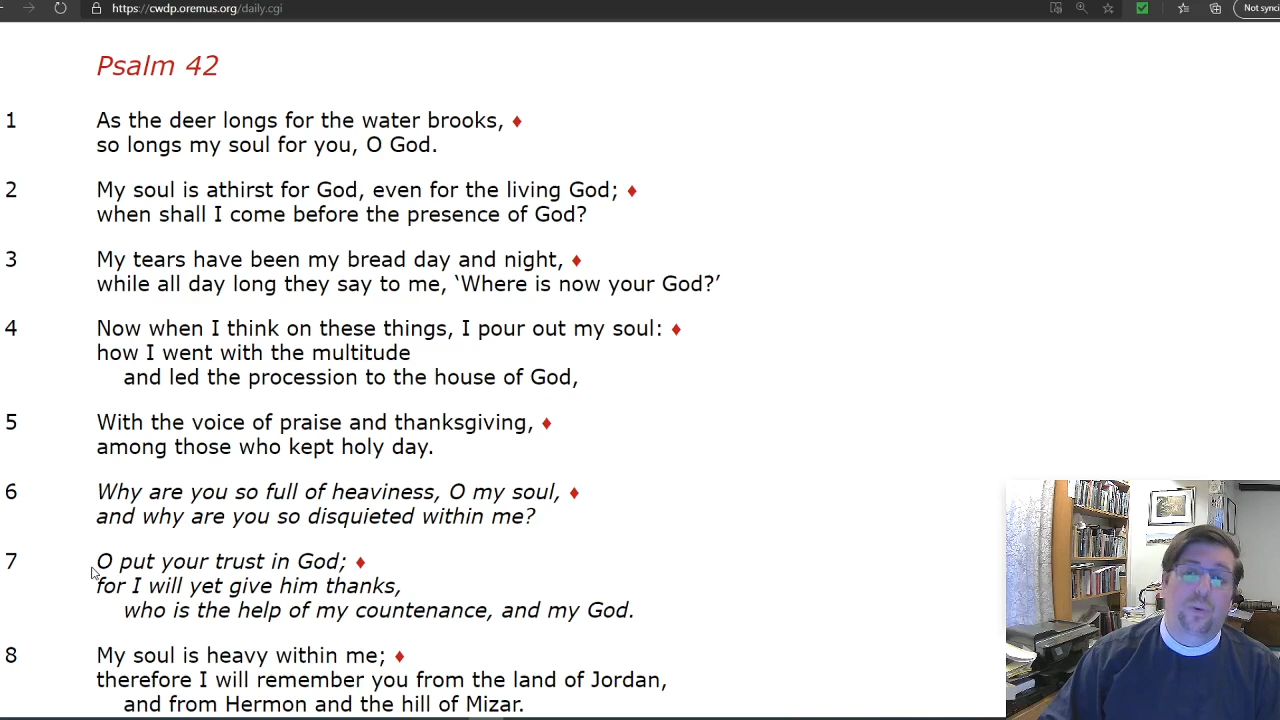 https://cwdp.oremus.org/daily.cgi
Not synci
Psalm 42
1 As the deer longs for the water brooks, ♦
so longs my soul for you, O God.
2 My soul is athirst for God, even for the living God; ♦
when shall I come before the presence of God?
3 My tears have been my bread day and night, ♦
while all day long they say to me, ‘Where is now your God?’
4 Now when I think on these things, I pour out my soul: ♦
how I went with the multitude
and led the procession to the house of God,
5 With the voice of praise and thanksgiving, ♦
among those who kept holy day.
6 Why are you so full of heaviness, O my soul, ♦
and why are you so disquieted within me?
7 O put your trust in God; ♦
for I will yet give him thanks,
who is the help of my countenance, and my God.
8 My soul is heavy within me; ♦
therefore I will remember you from the land of Jordan,
and from Hermon and the hill of Mizar.